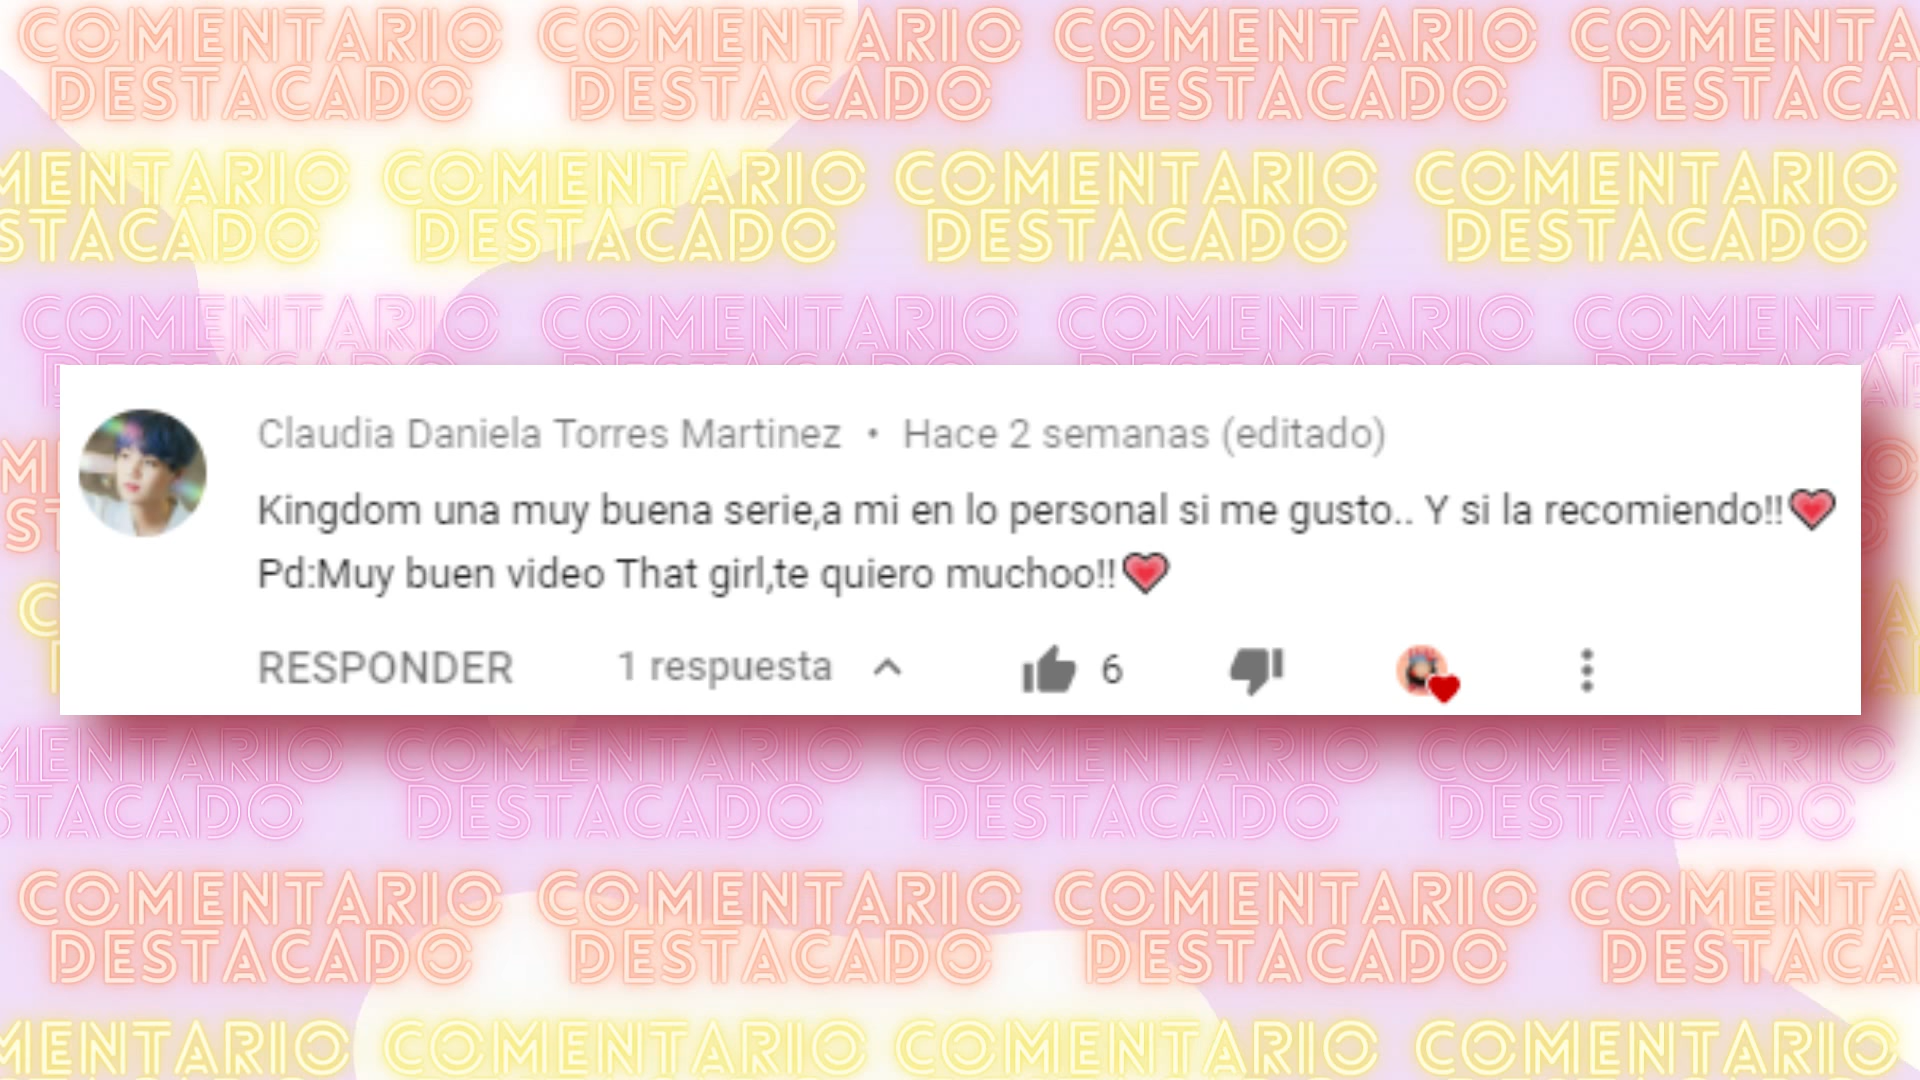 COMENTARIO COMENTARIO COMENTARIO COMENTA
DESTACADO DESTACADO DESTACADO DESTACA
MENTARIO COMENTARIO COMENTARIO COMENTARIO
STACADO DESTACADO DESTACADO DESTACADO
COMENTARIO COMENTARIO COMENTARIO COMENTA
DESTACADO DESTACADO DESTACADO DESTACA
Claudia Daniela Torres Martinez • Hace 2 semanas (editado)
Kingdom una muy buena serie,a mi en lo personal si me gusto.. Y si la recomiendo!!❤
Pd:Muy buen video That girl,te quiero muchoo!!❤
RESPONDER 1 respuesta 6
MENTARIO COMENTARIO COMENTARIO COMENTARIO
STACADO DESTACADO DESTACADO DESTACADO
COMENTARIO COMENTARIO COMENTARIO COMENTA
DESTACADO DESTACADO DESTACADO DESTACA
MENTARIO COMENTARIO COMENTARIO COMENTARIO